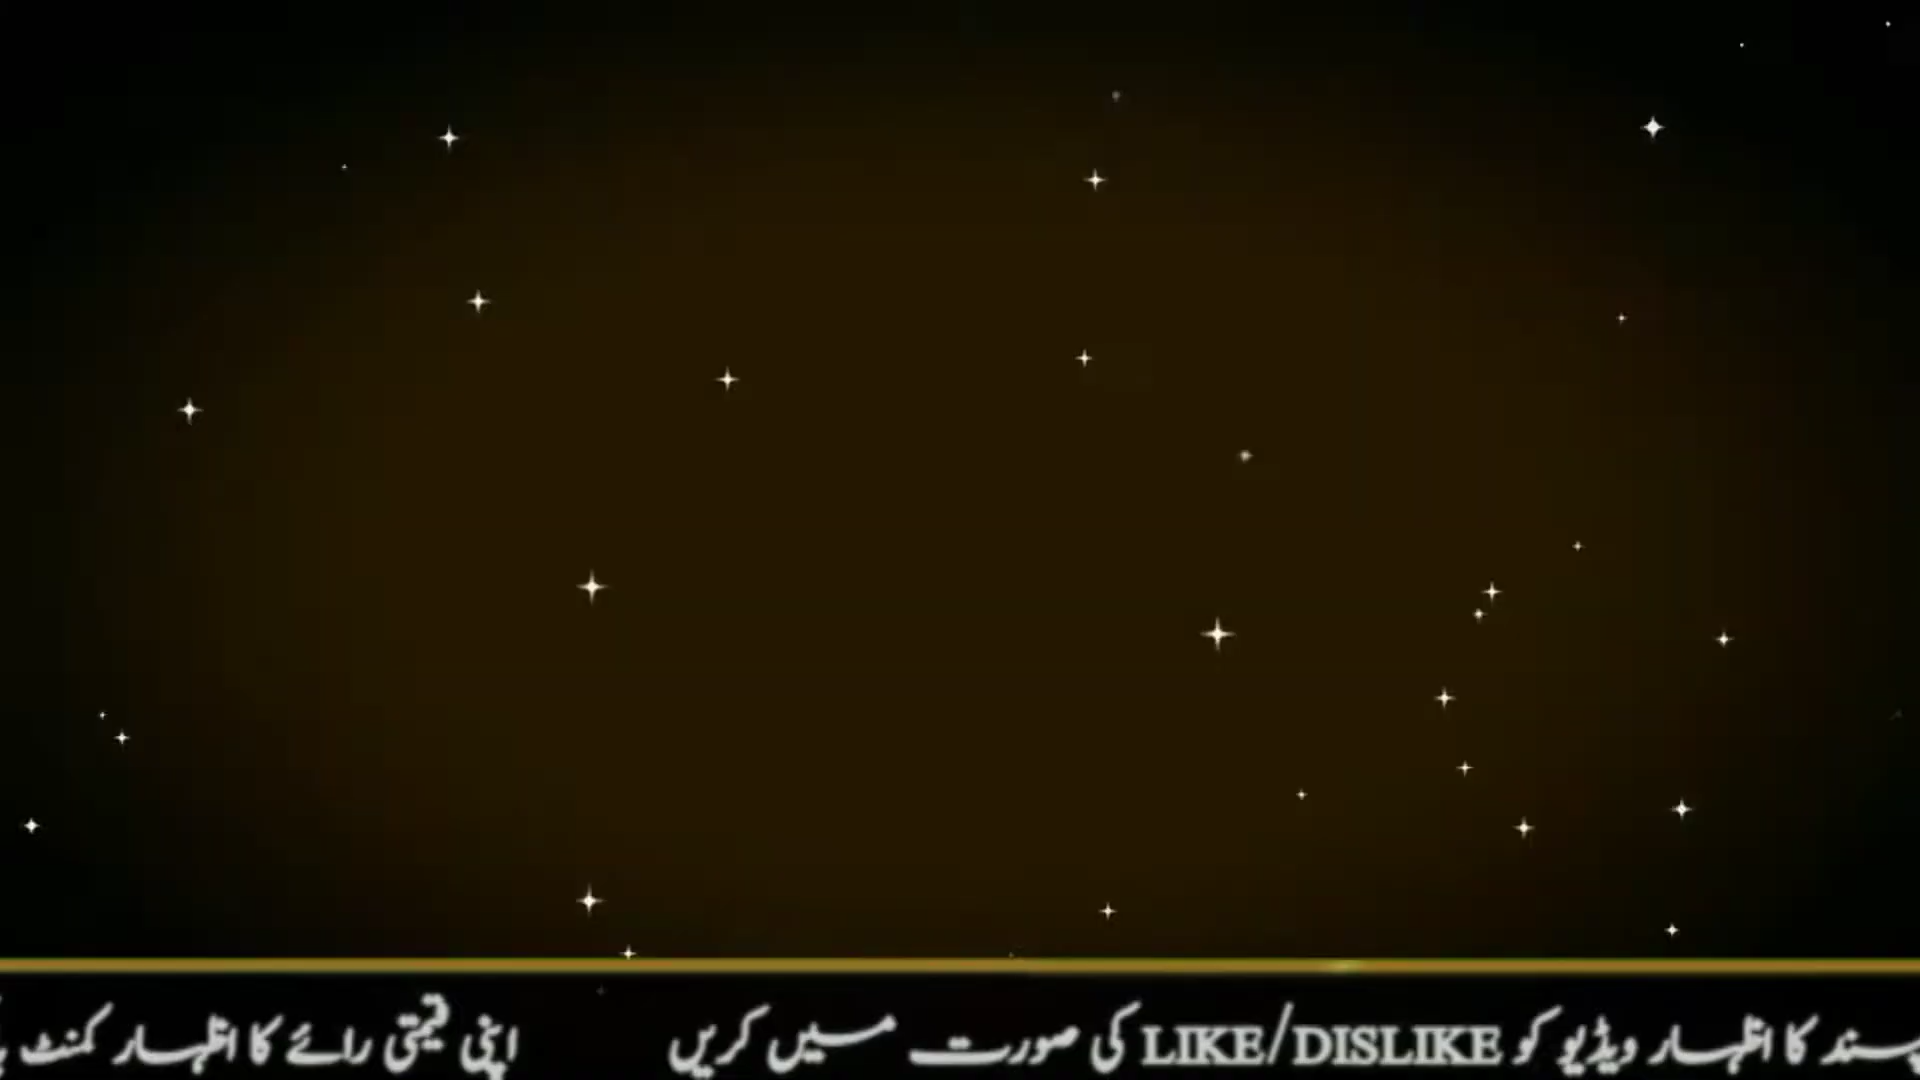 پسند کا اظہار ویڈیو کو LIKE/DISLIKE کی صورت میں کریں اپنی قیمتی رائے کا اظہار کمنٹ